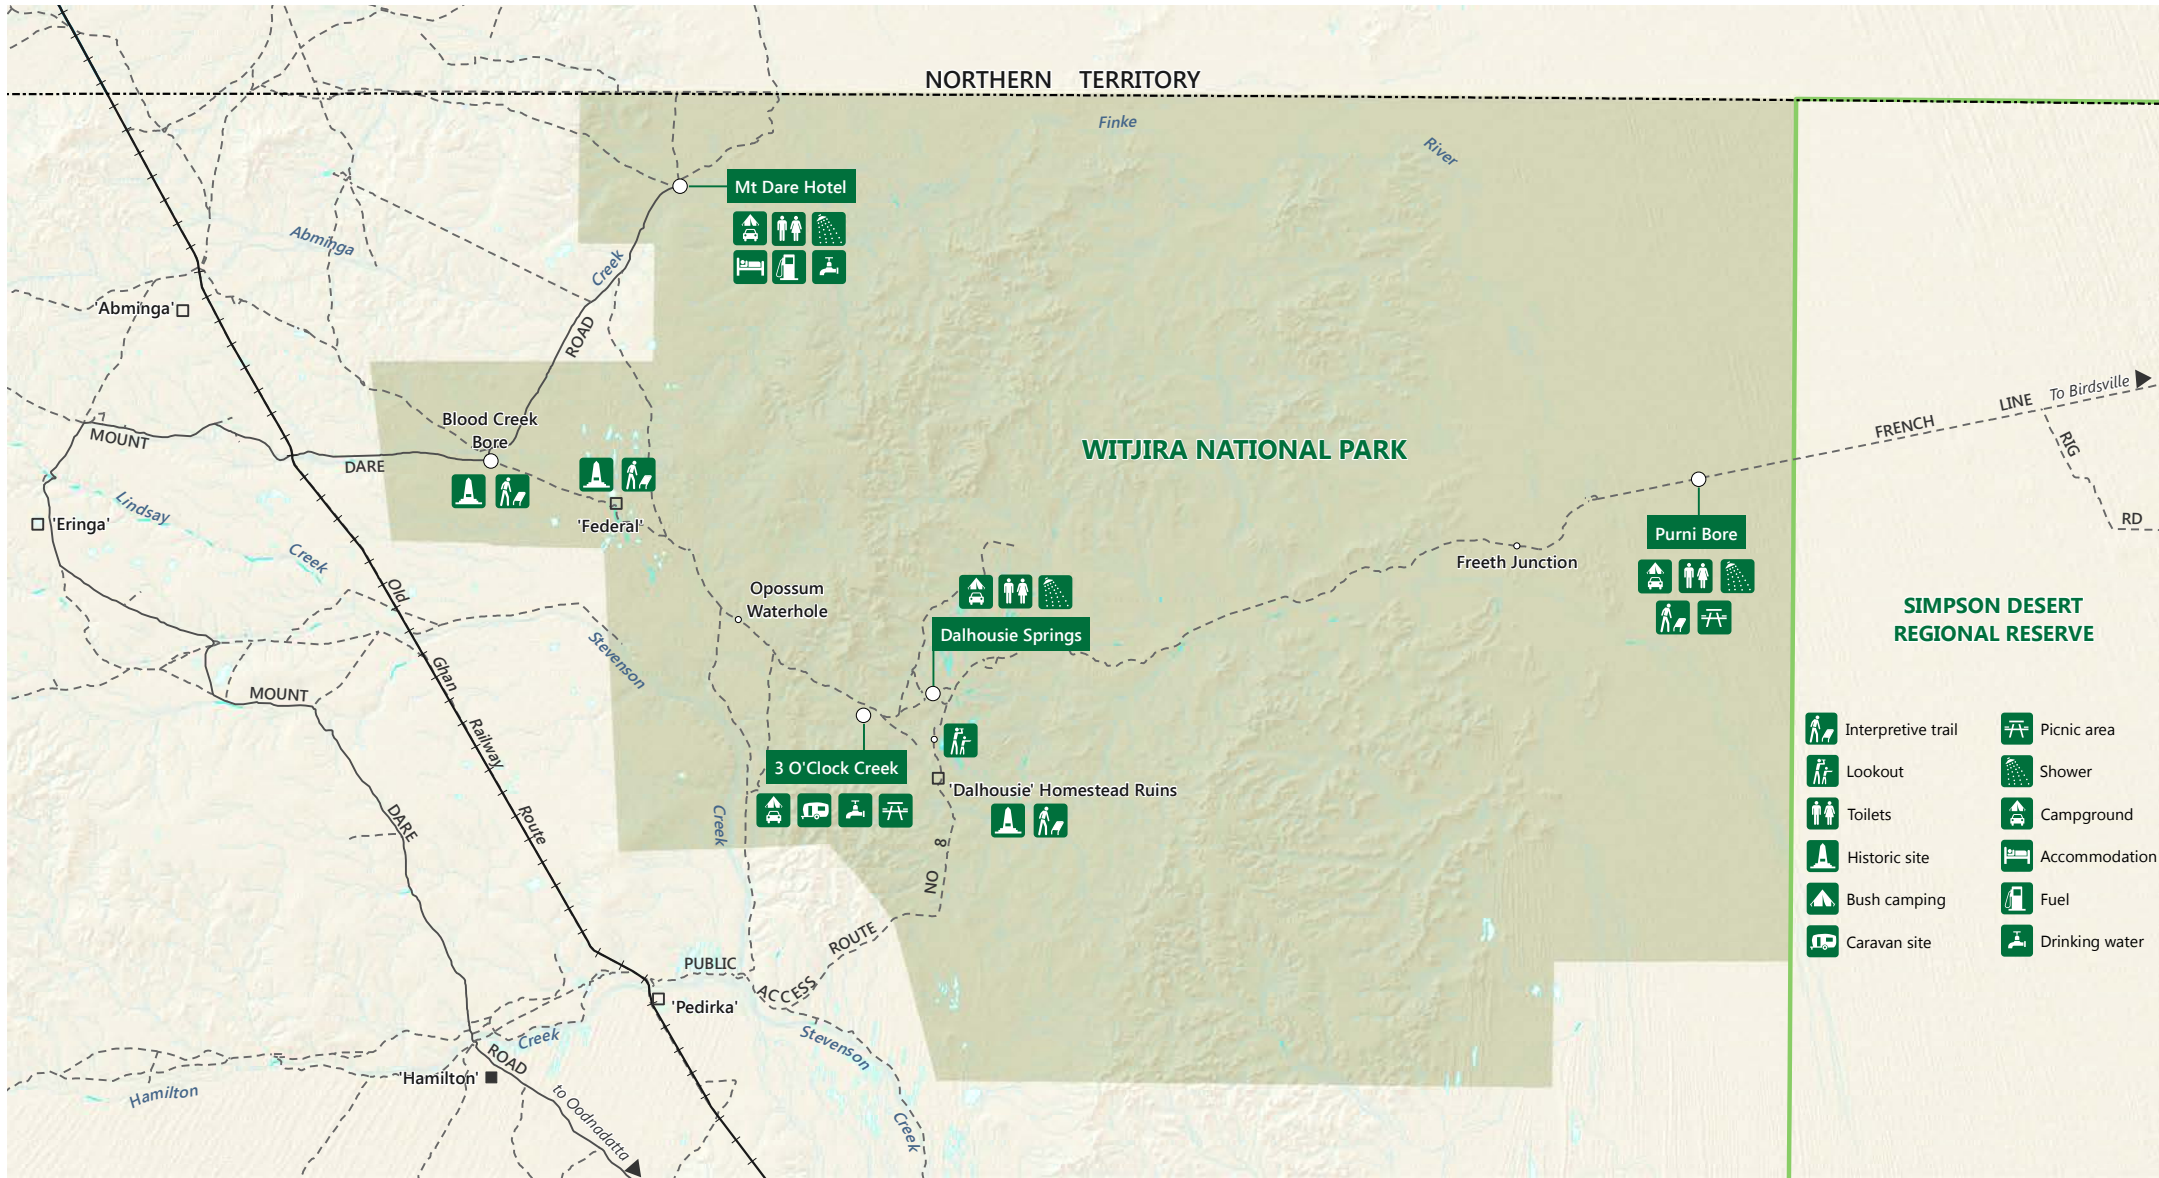 NORTHERN TERRITORY
Finke
River
Mt Dare Hotel
Abminga
Creek
'Abminga'
ROAD
To Birdsville
LINE
FRENCH
RIG
RD
Blood Creek
Bore
MOUNT
DARE
WITJIRA NATIONAL PARK
Lindsay
Creek
'Eringa'
'Federal'
Purni Bore
Freeth Junction
Old
Ghan
Railway
Route
Opossum
Waterhole
Stevenson
Creek
Dalhousie Springs
SIMPSON DESERT
REGIONAL RESERVE
MOUNT
DARE
ROAD
3 O'Clock Creek
'Dalhousie' Homestead Ruins
NO 8
ROUTE
ACCESS
PUBLIC
'Pedirka'
Stevenson
Creek
Hamilton
Creek
'Hamilton'
to Oodnadatta
Interpretive trail
Lookout
Toilets
Historic site
Bush camping
Caravan site
Picnic area
Shower
Campground
Accommodation
Fuel
Drinking water